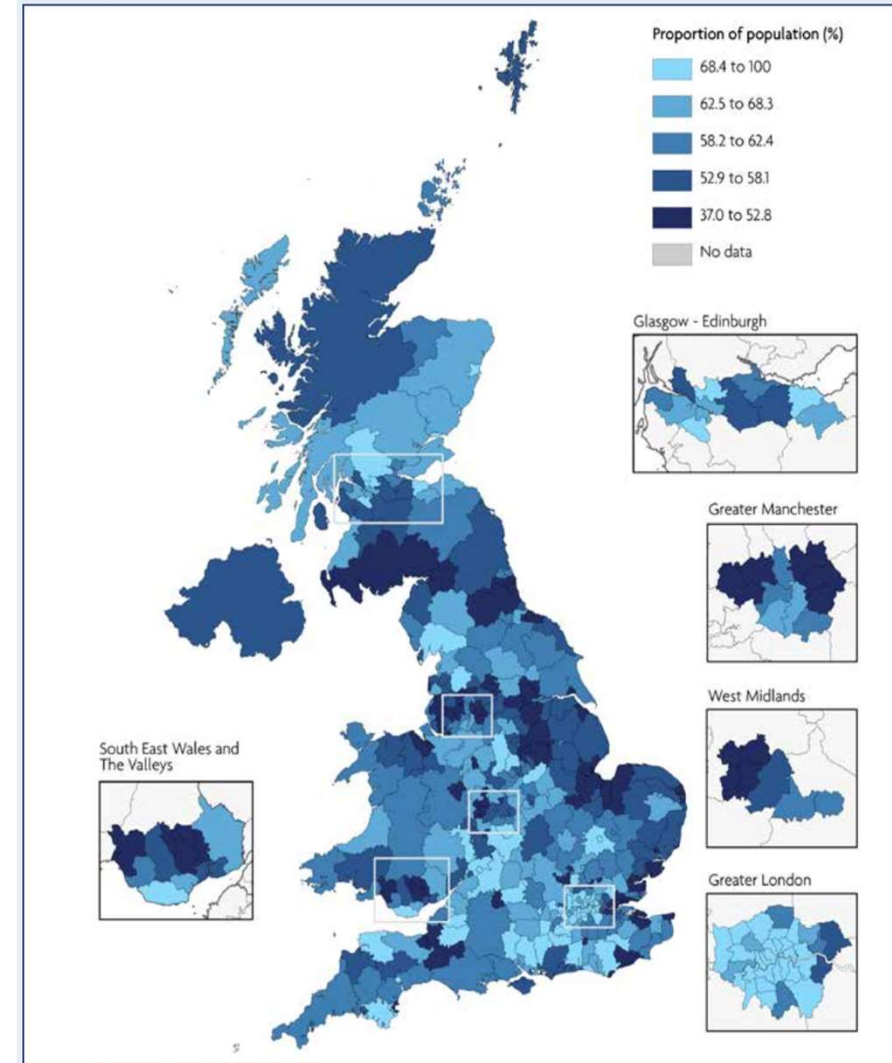 Proportion of population (%)
68.4 to 100
62.5 to 68.3
58.2 to 62.4
52.9 to 58.1
37.0 to 52.8
No data
Glasgow - Edinburgh
Greater Manchester
West Midlands
South East Wales and
The Valleys
Greater London